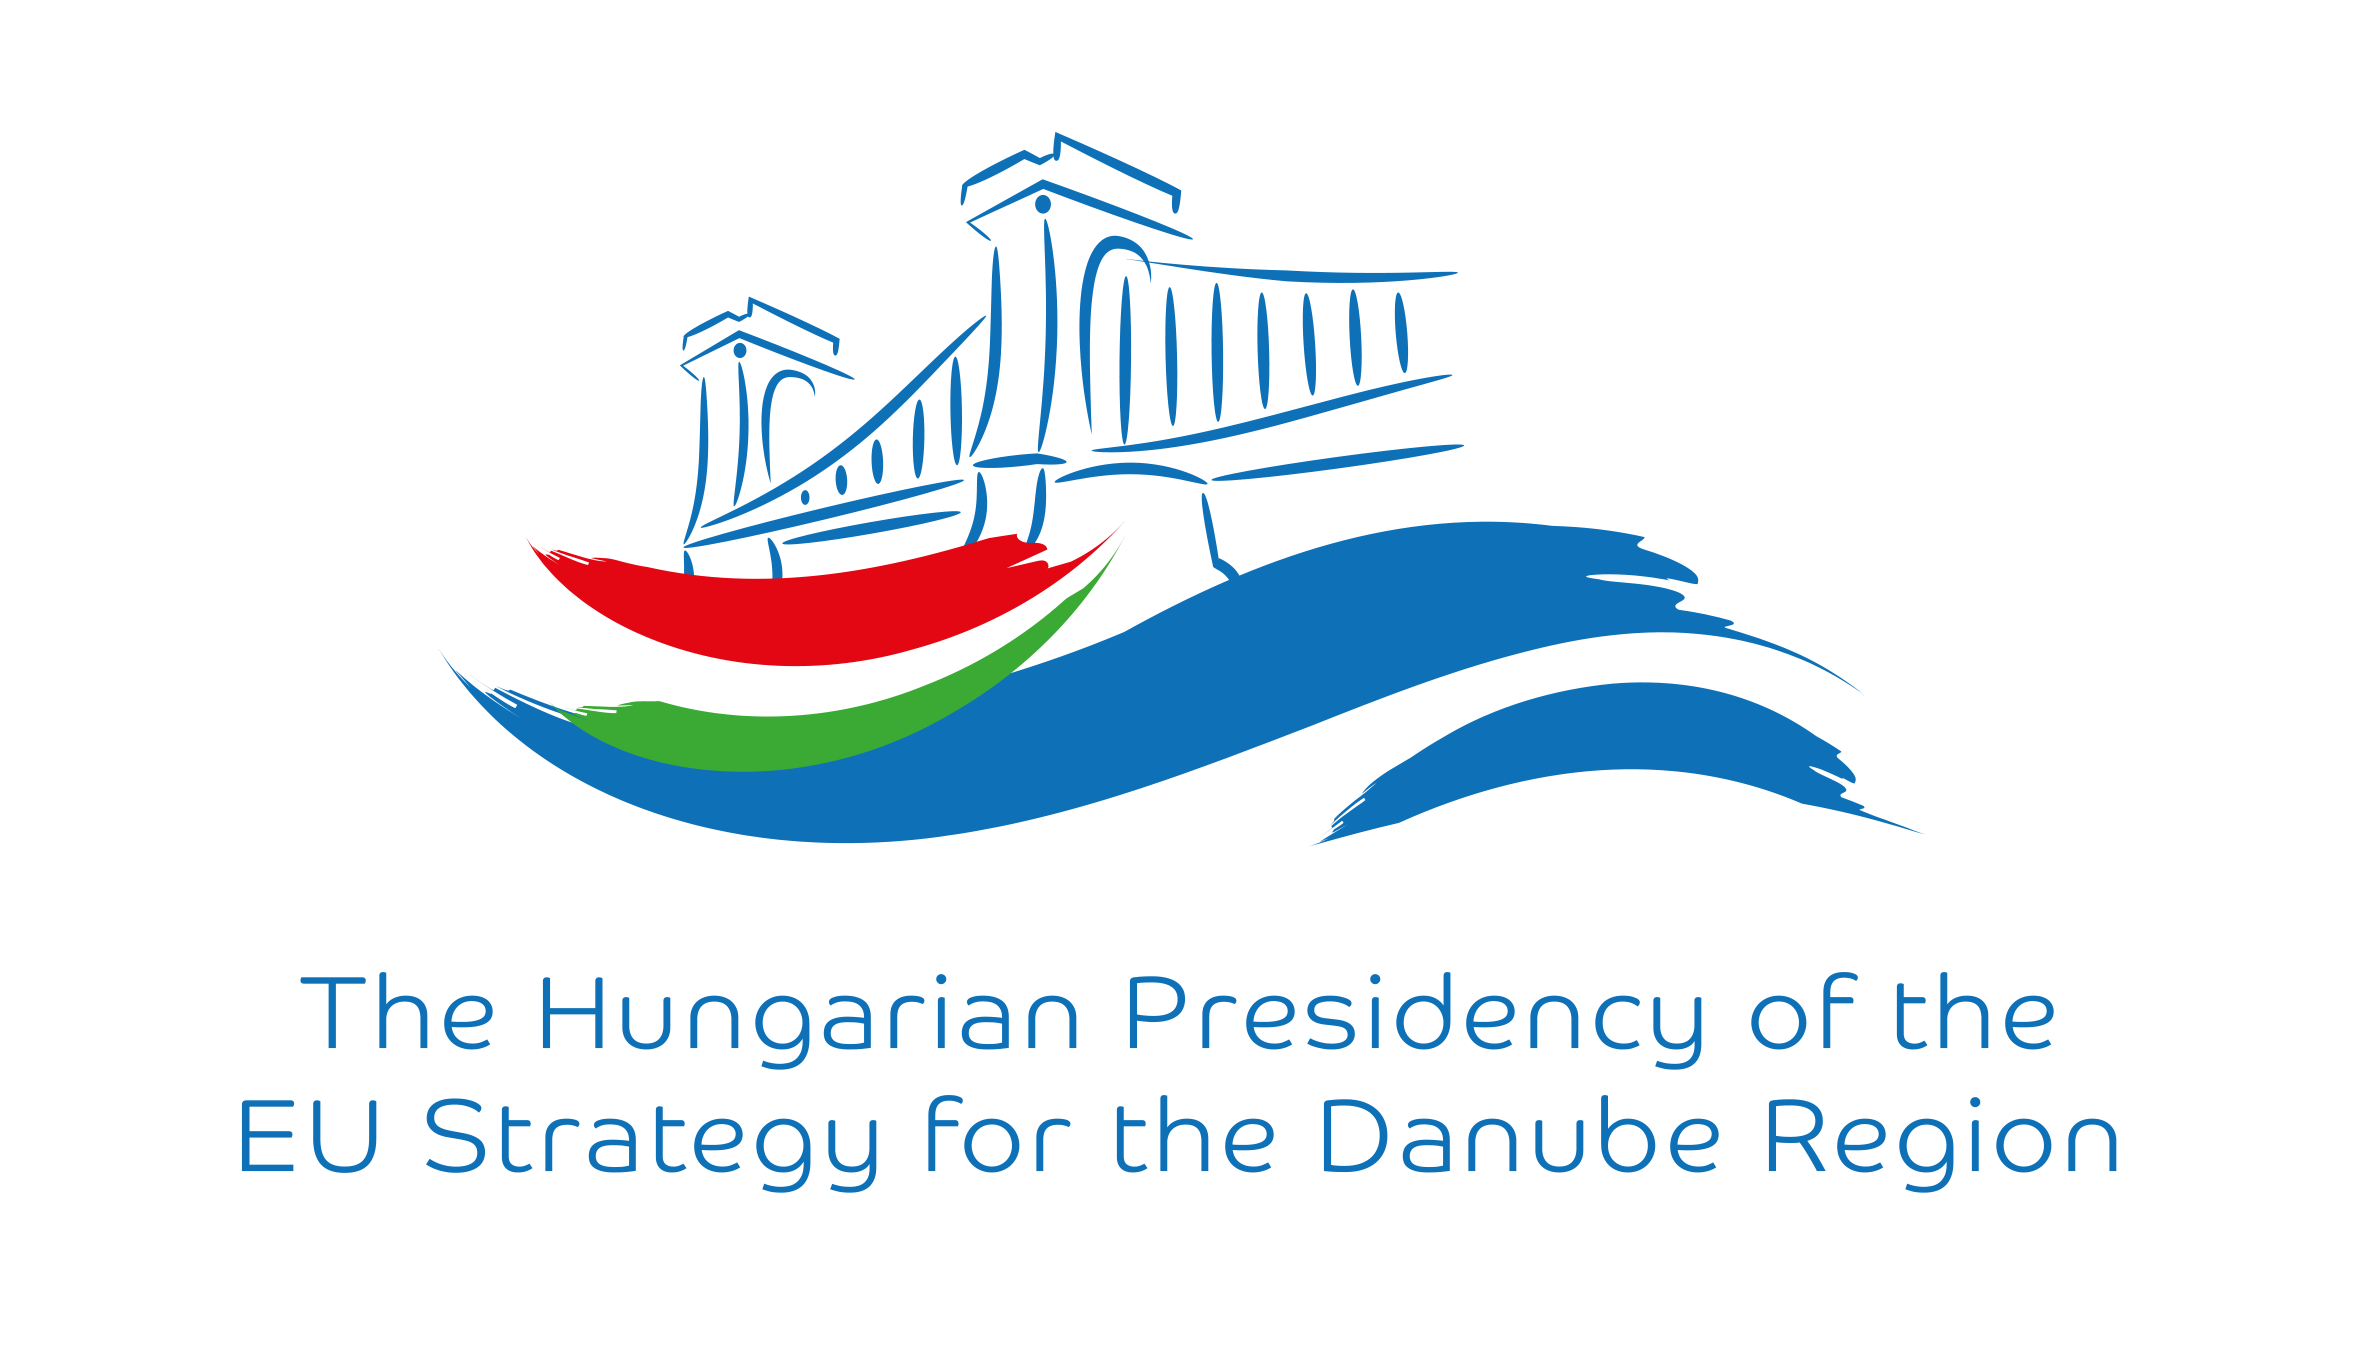 The Hungarian Presidency of the
EU Strategy for the Danube Region